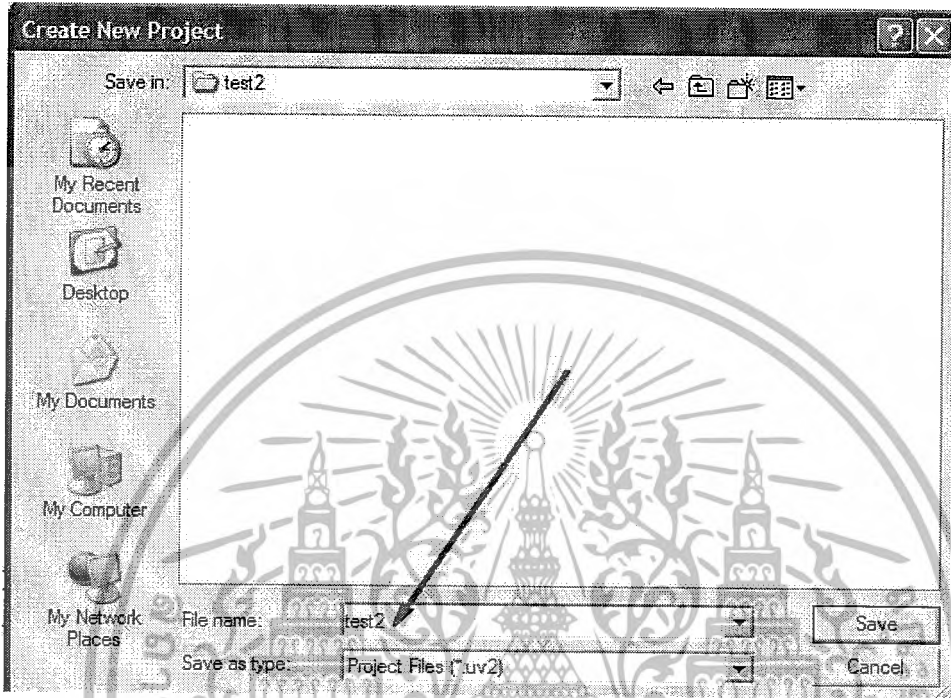 Create New Project
Save in:
test2
My Recent
Documents
Desktop
My Documents
My Computer
My Network
Places
File name:
test2
Save
Save as type:
Project Files (*.uv2)
Cancel